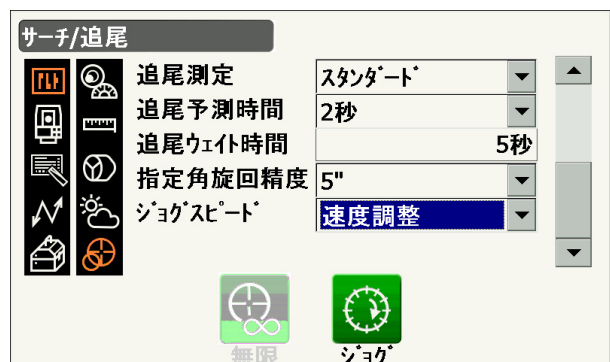 サーチ/追尾
追尾測定 スタンダード
追尾予測時間 2秒
追尾ウェイト時間 5秒
指定角旋回精度 5"
ジョグスピード 速度調整
無限 ジョグ